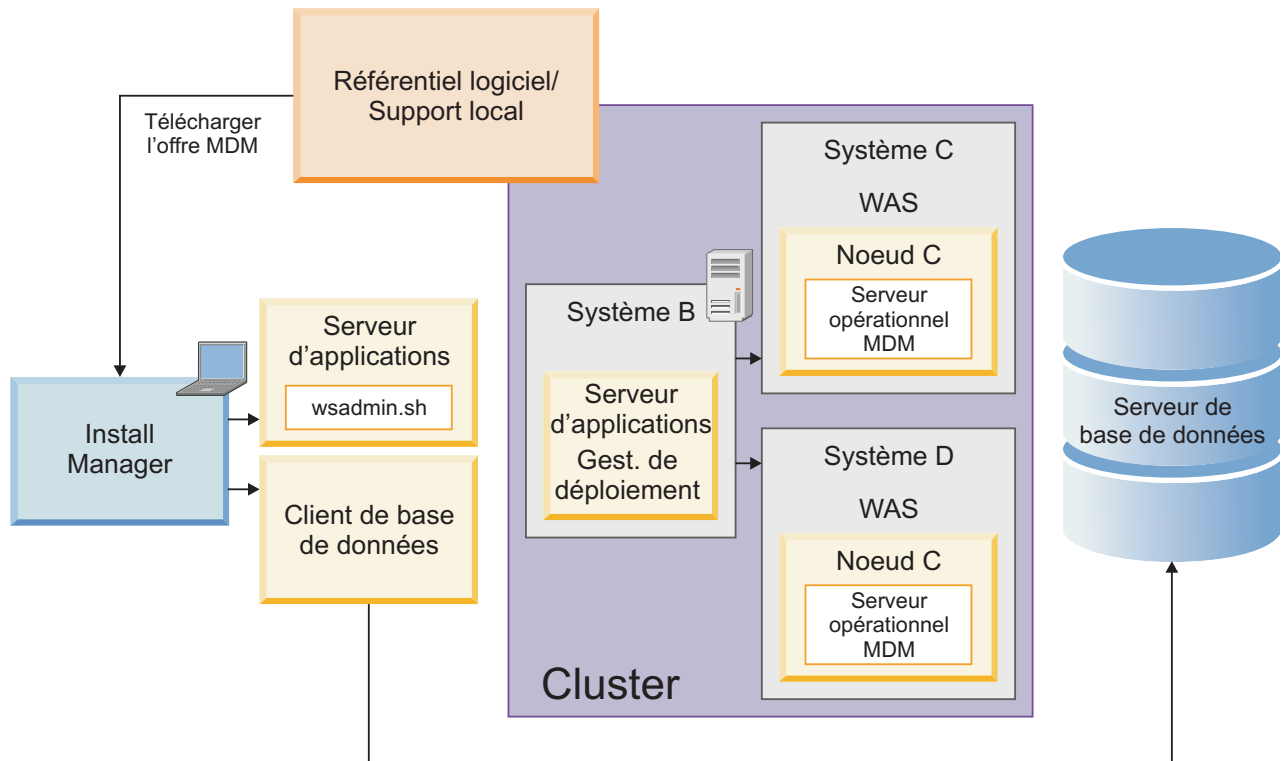 Référentiel logiciel/
Support local
Télécharger
l'offre MDM
Install
Manager
Serveur
d'applications
wsadmin.sh
Client de base
de données
Système B
Serveur
d'applications
Gest. de
déploiement
Système C
WAS
Noeud C
Serveur
opérationnel
MDM
Système D
WAS
Noeud C
Serveur
opérationnel
MDM
Cluster
Serveur de
base de données